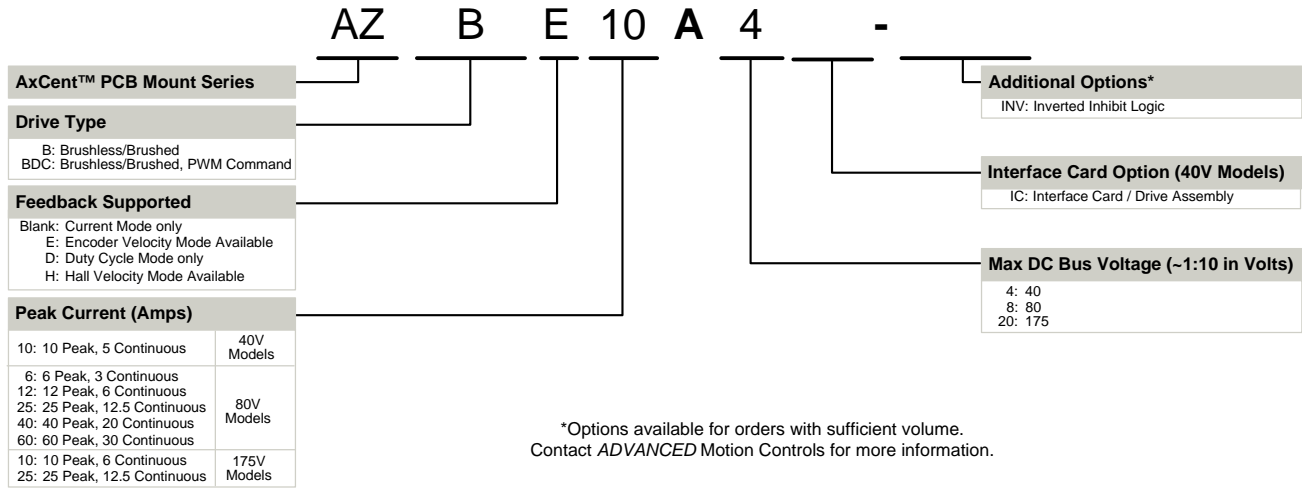 AZ B E 10 A 4 -
AxCent™ PCB Mount Series
Drive Type
B: Brushless/Brushed
BDC: Brushless/Brushed, PWM Command
Feedback Supported
Blank: Current Mode only
E: Encoder Velocity Mode Available
D: Duty Cycle Mode only
H: Hall Velocity Mode Available
Peak Current (Amps)
10: 10 Peak, 5 Continuous
40V
Models
6: 6 Peak, 3 Continuous
12: 12 Peak, 6 Continuous
25: 25 Peak, 12.5 Continuous
40: 40 Peak, 20 Continuous
60: 60 Peak, 30 Continuous
80V
Models
10: 10 Peak, 6 Continuous
25: 25 Peak, 12.5 Continuous
175V
Models
Additional Options*
INV: Inverted Inhibit Logic
Interface Card Option (40V Models)
IC: Interface Card / Drive Assembly
Max DC Bus Voltage (~1:10 in Volts)
4: 40
8: 80
20: 175
*Options available for orders with sufficient volume.
Contact ADVANCED Motion Controls for more information.